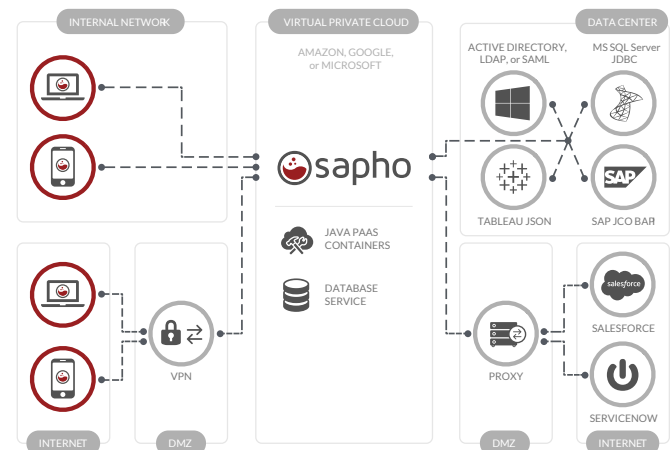 INTERNAL NETWORK
VIRTUAL PRIVATE CLOUD
DATA CENTER
AMAZON, GOOGLE,
or MICROSOFT
ACTIVE DIRECTORY,
LDAP, or SAML
MS SQL Server
JDBC
sapho
SAP
TABLEAU JSON
SAP JCO BAPI
JAVA PAAS
CONTAINERS
DATABASE
SERVICE
salesforce
SALESFORCE
VPN
PROXY
SERVICENOW
INTERNET
DMZ
DMZ
INTERNET